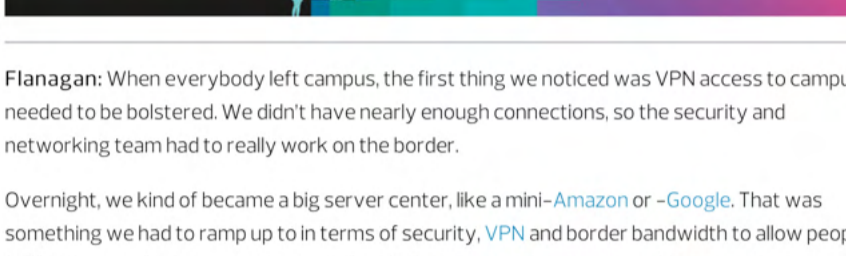 Flanagan: When everybody left campus, the first thing we noticed was VPN access to campu
needed to be bolstered. We didn't have nearly enough connections, so the security and
networking team had to really work on the border.
Overnight, we kind of became a big server center, like a mini-Amazon or -Google. That was
something we had to ramp up to in terms of security, VPN and border bandwidth to allow peop